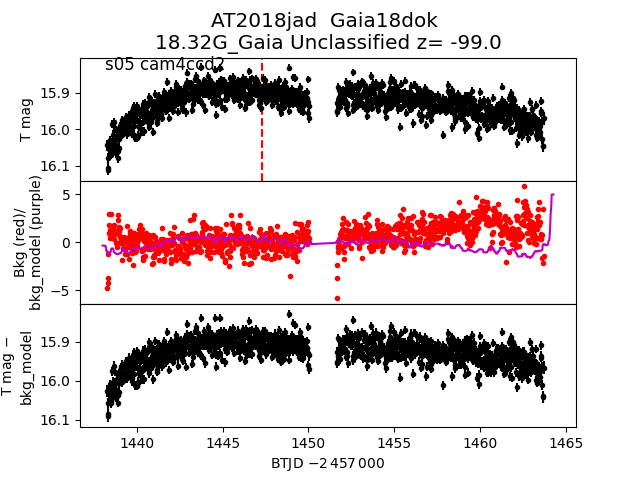 AT2018jad  Gaia18dok
18.32G_Gaia Unclassified z= -99.0
s05 cam4ccd2
T mag
15.9
16.0
16.1
Bkg (red)/
bkg_model (purple)
5
0
−5
T mag −
bkg_model
15.9
16.0
16.1
1440 1445 1450 1455 1460 1465
BTJD −2 457 000